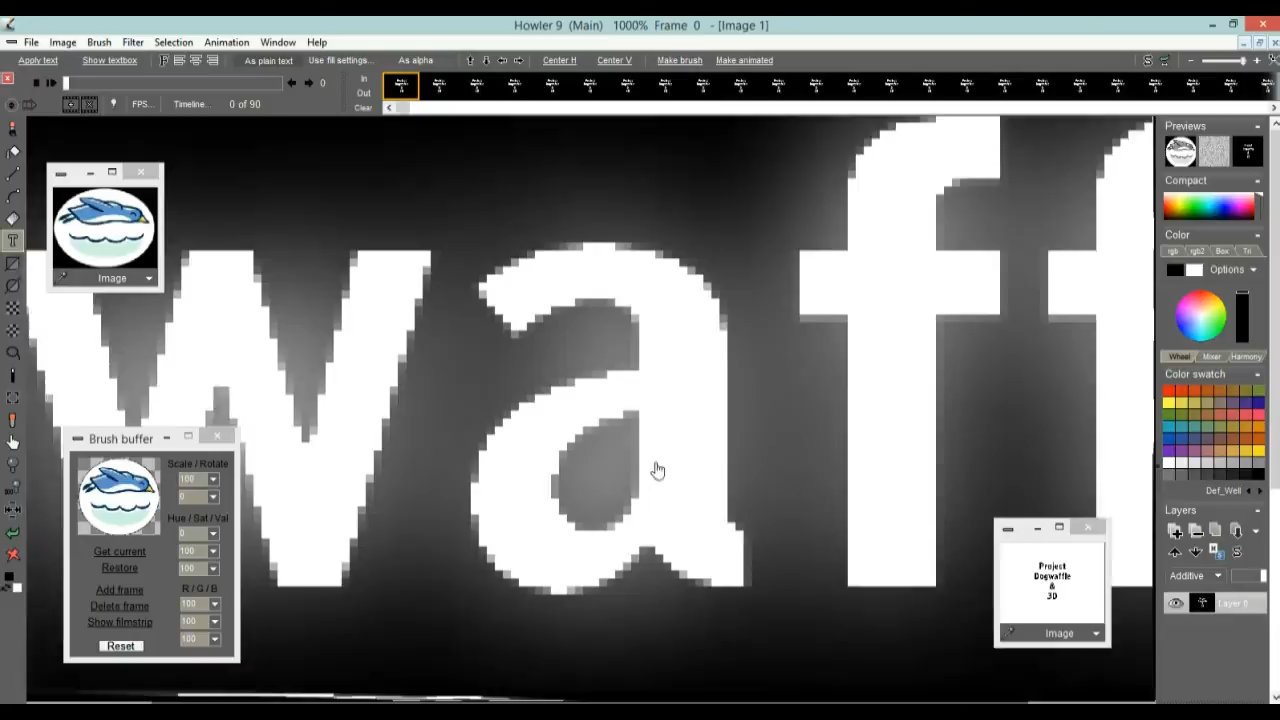 Howler 9 (Main) 1000% Frame 0 - [Image 1]
File Image Brush Filter Selection Animation Window Help
Apply text Show textbox As plain text Use fill settings... As alpha Center H Center V Make brush Make animated
0 In
Out
FPS... Timeline... 0 of 90 Clear
Previews
Compact
Color
rgb rgb2 Box Tri
Options
Wheel Mixer Harmony
Color swatch
Def_Well
Layers
Additive
Layer 0
waff
Image
Brush buffer
Scale / Rotate
100
0
Hue / Sat / Val
0
Get current 100
Restore 100
Add frame R / G / B
Delete frame 100
Show filmstrip 100
Reset 100
Project
Dogwaffle
&
3D
Image